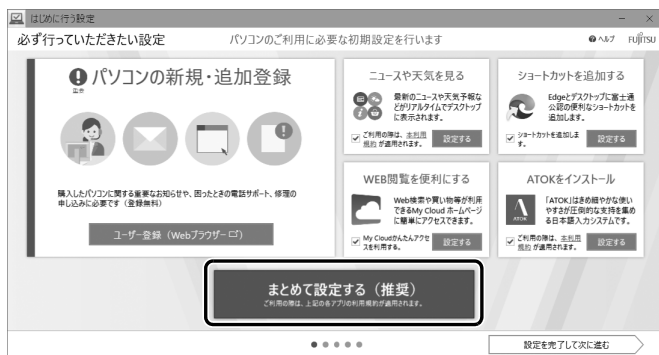 はじめに行う設定
必ず行っていただきたい設定
パソコンのご利用に必要な初期設定を行います
ヘルプ
FUJITSU
パソコンの新規・追加登録
重要
購入したパソコンに関する重要なお知らせや、困ったときの電話サポート、修理の
申し込みに必要です（登録無料）
ユーザー登録（Webブラウザー）
ニュースや天気を見る
最新のニュースや天気予報な
どがリアルタイムでデスクトップ
に表示されます。
ご利用の際は、本利用
規約 が適用されます。
設定する
ショートカットを追加する
Edgeとデスクトップに富士通
公認の便利なショートカットを
追加します。
ショートカットを追加しま
す。
設定する
WEB閲覧を便利にする
Web検索や買い物等が利用
できるMy Cloud ホームページ
に簡単にアクセスできます。
My Cloudかんたんアクセ
スを利用する。
設定する
ATOKをインストール
ATOK
「ATOK」はきめ細やかな使い
やすさが圧倒的な支持を集め
る日本語入力システムです。
ご利用の際は、本利用
規約 が適用されます。
設定する
まとめて設定する（推奨）
ご利用の際は、上記の各アプリの利用規約が適用されます。
設定を完了して次に進む